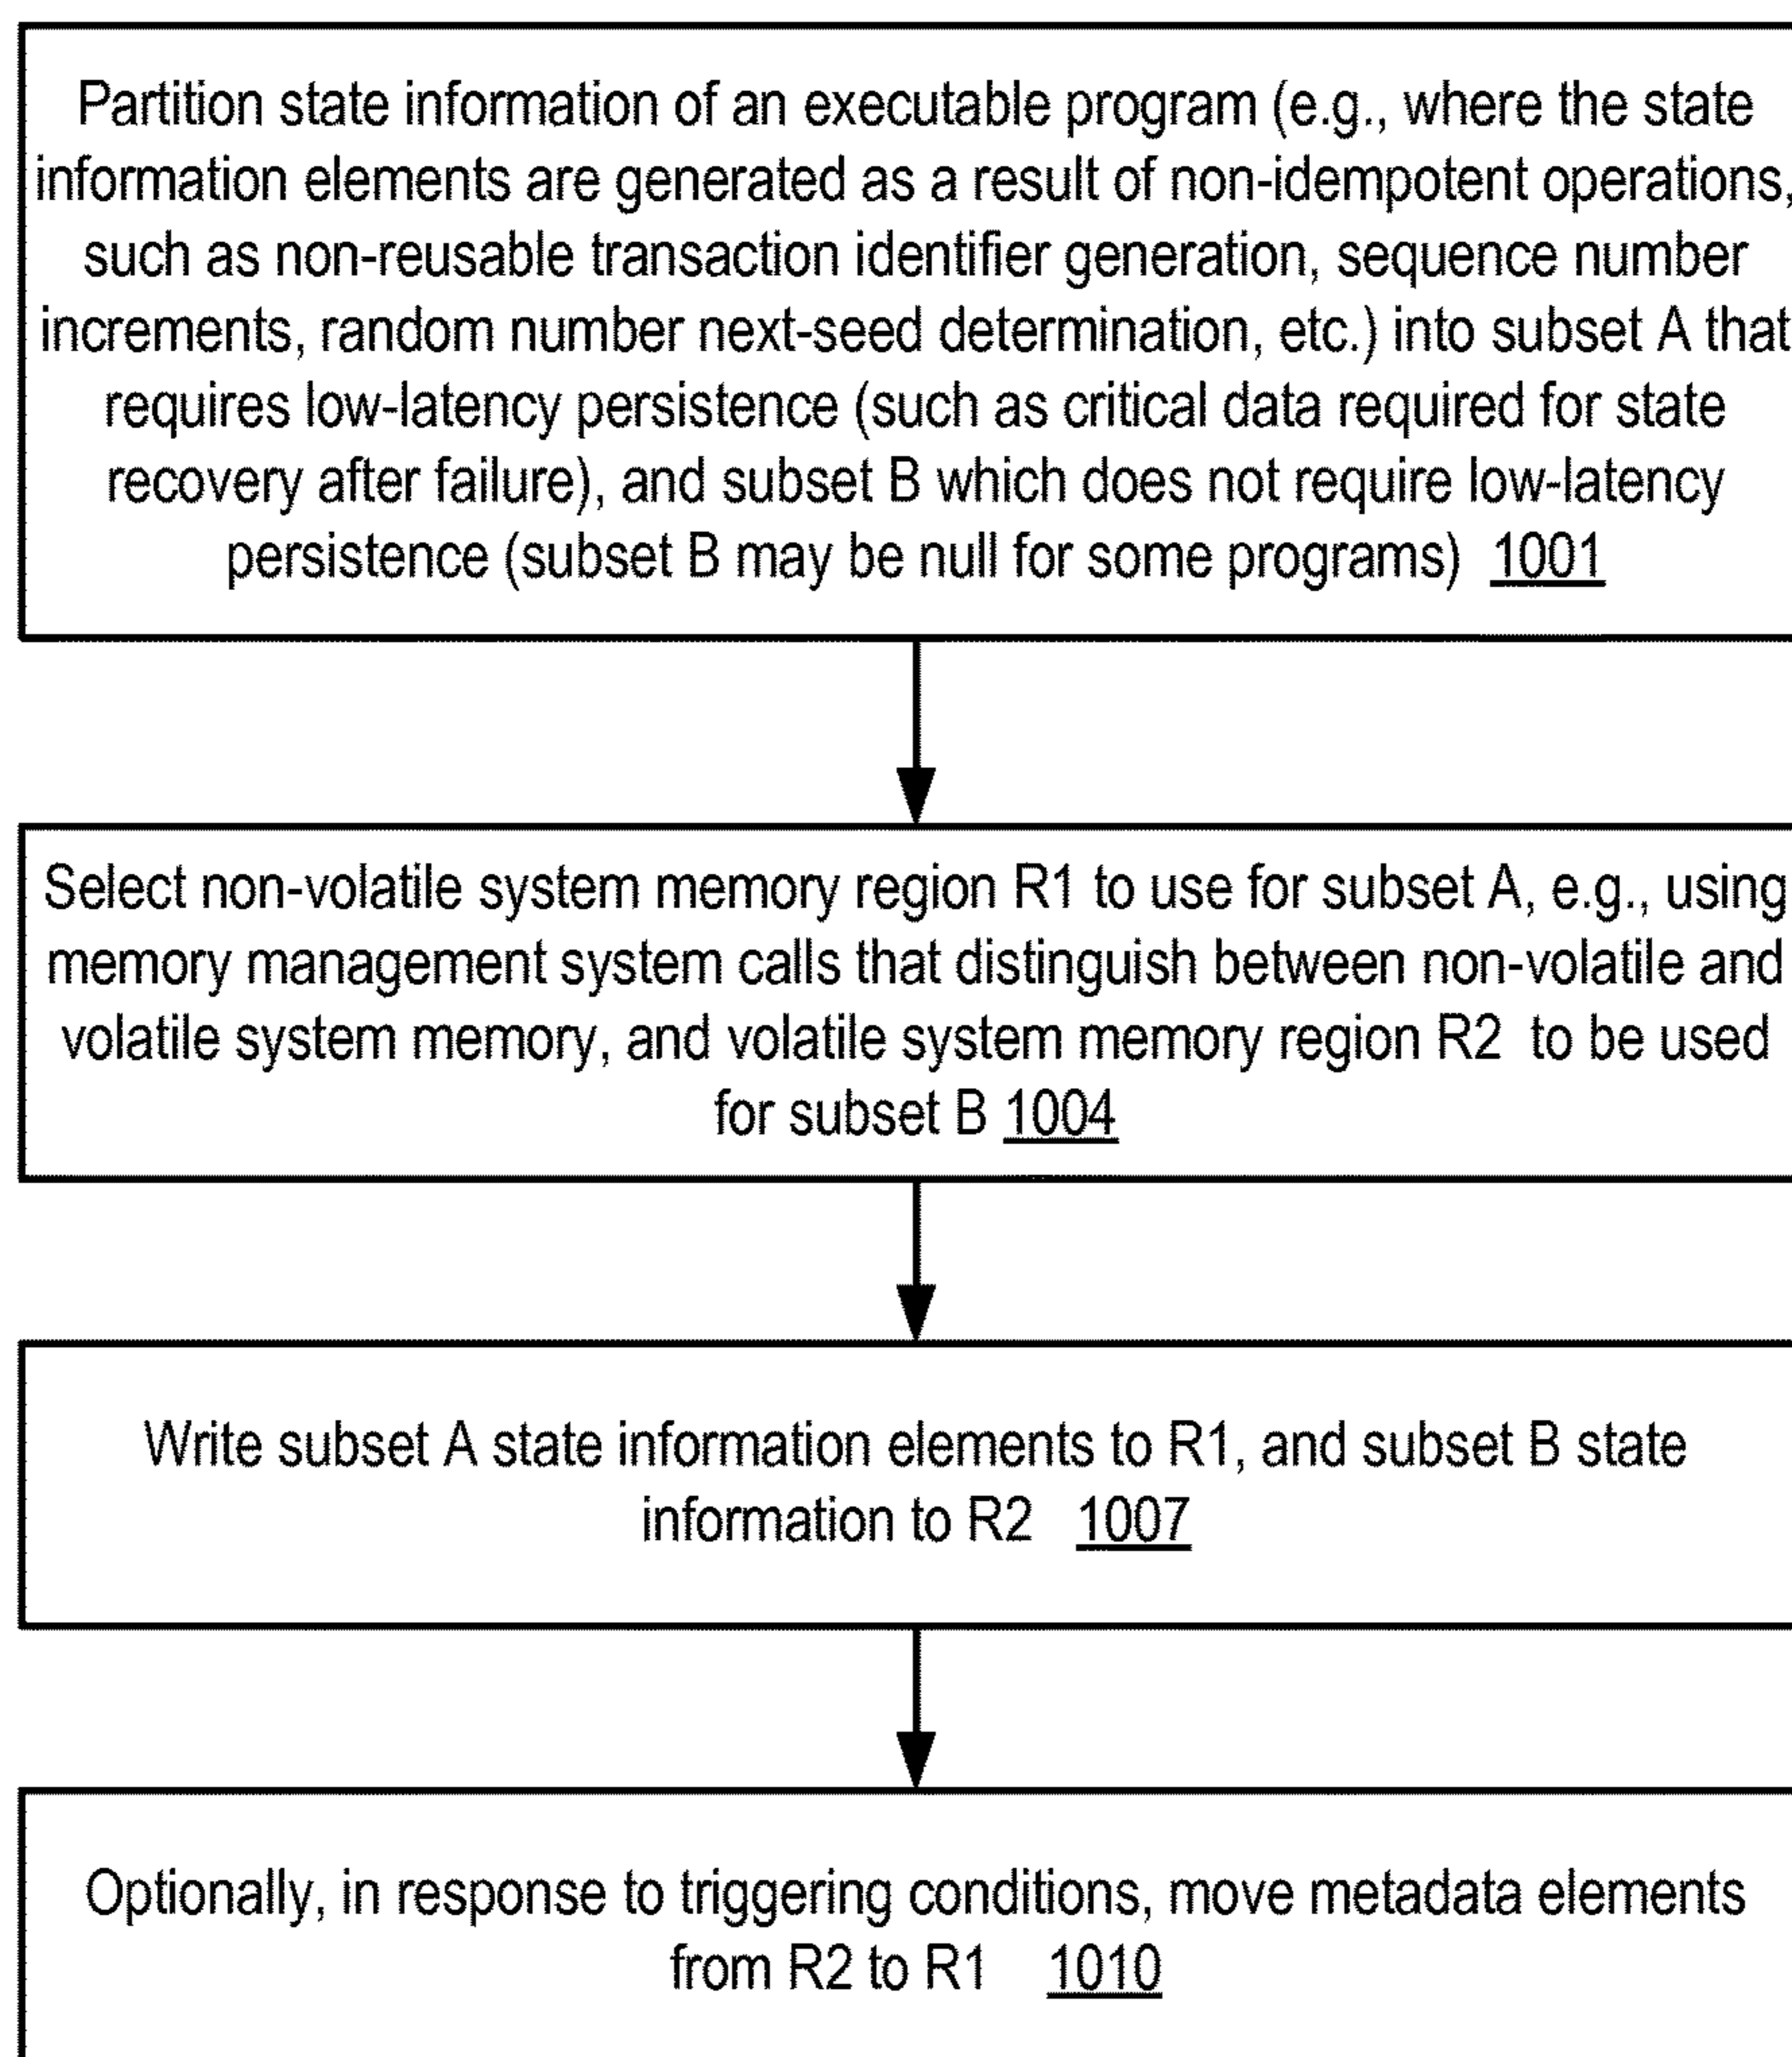 Partition state information of an executable program (e.g., where the state
information elements are generated as a result of non-idempotent operations,
such as non-reusable transaction identifier generation, sequence number
increments, random number next-seed determination, etc.) into subset A that
requires low-latency persistence (such as critical data required for state
recovery after failure), and subset B which does not require low-latency
persistence (subset B may be null for some programs) 1001
Select non-volatile system memory region R1 to use for subset A, e.g., using
memory management system calls that distinguish between non-volatile and
volatile system memory, and volatile system memory region R2 to be used
for subset B 1004
Write subset A state information elements to R1, and subset B state
information to R2 1007
Optionally, in response to triggering conditions, move metadata elements
from R2 to R1 1010